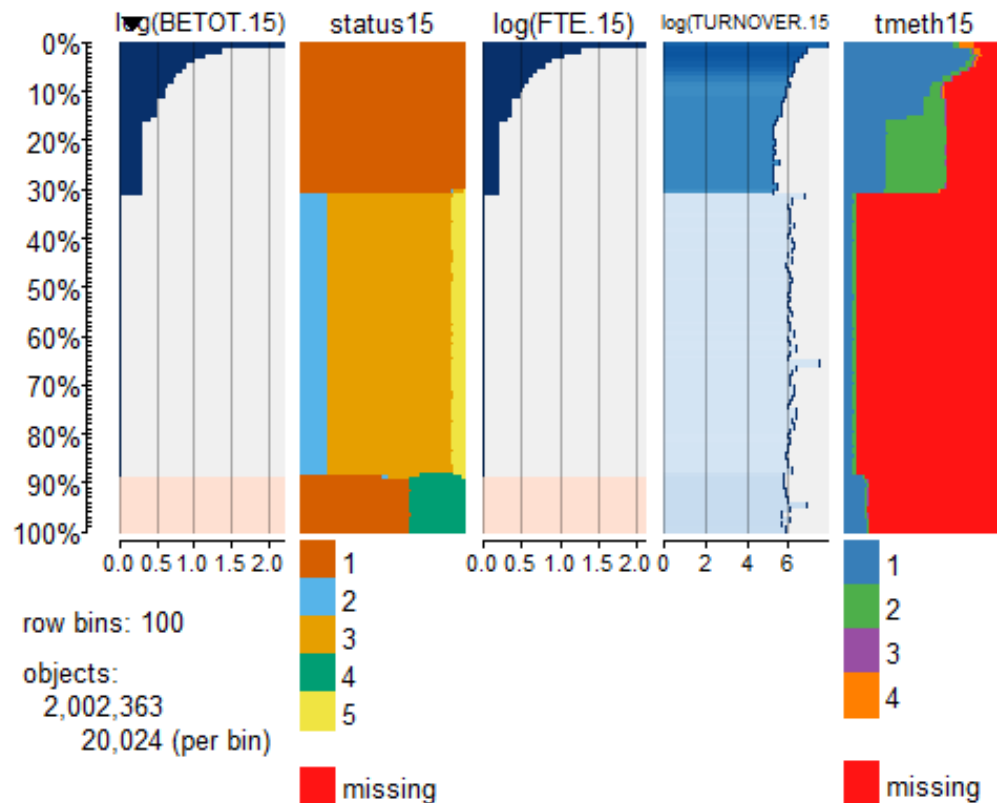 log(BETOT.15) status15 log(FTE.15) log(TURNOVER.15 tmeth15
0%
10%
20%
30%
40%
50%
60%
70%
80%
90%
100%
0.0 0.5 1.0 1.5 2.0 0.0 0.5 1.0 1.5 2.0 0 2 4 6
1 1
2 2
3 3
4 4
5
missing missing
row bins: 100
objects:
2,002,363
20,024 (per bin)